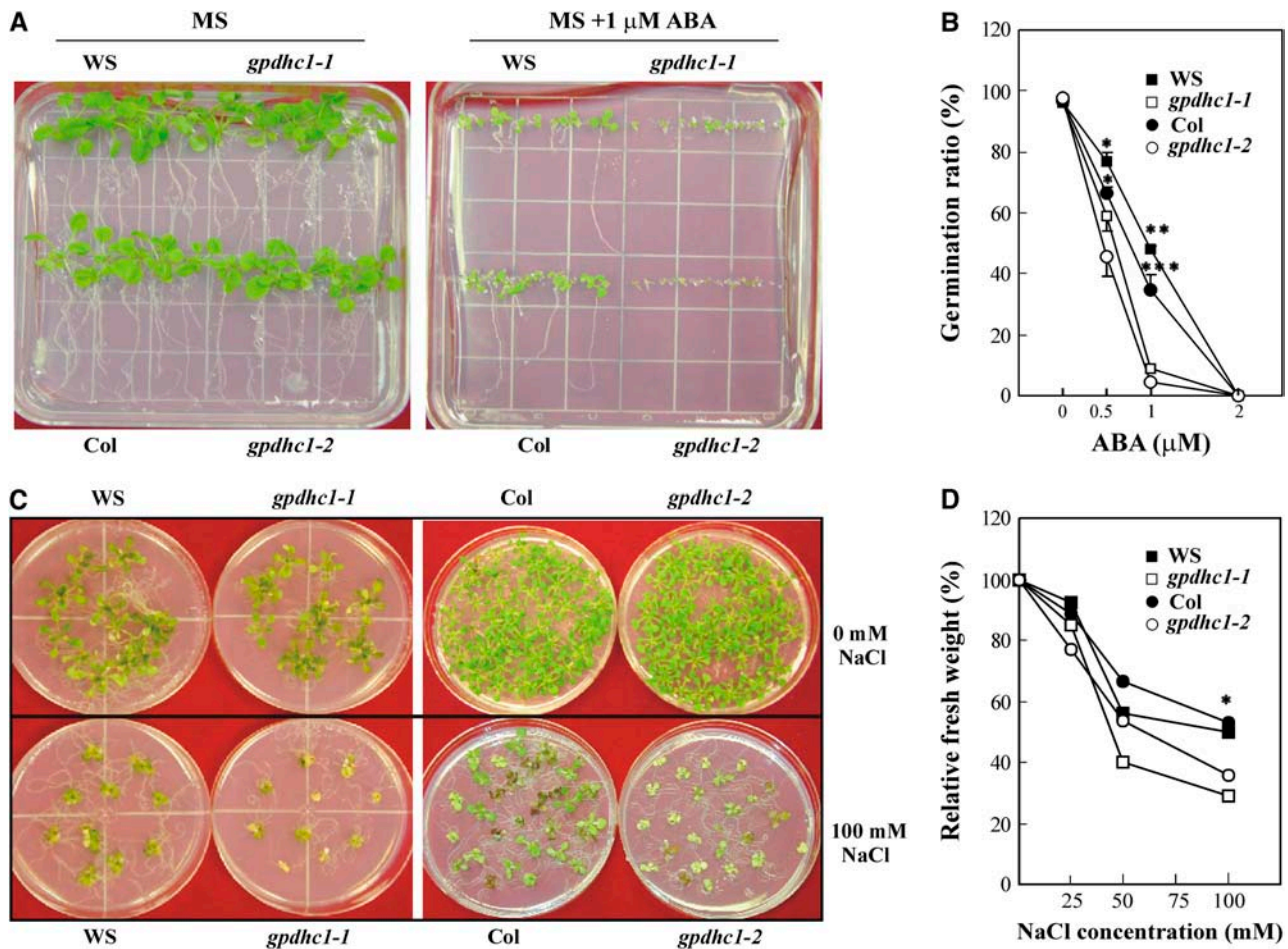 A
MS
MS +1 μM ABA
WS
gpdhc1-1
WS
gpdhc1-1
Col
gpdhc1-2
Col
gpdhc1-2
B
120
100
80
60
40
20
0
Germination ratio (%)
WS
gpdhc1-1
Col
gpdhc1-2
*
*
**
***
0
0.5
1
2
ABA (μM)
C
WS
gpdhc1-1
Col
gpdhc1-2
0 mM
NaCl
100 mM
NaCl
WS
gpdhc1-1
Col
gpdhc1-2
D
120
100
80
60
40
20
0
Relative fresh weight (%)
WS
gpdhc1-1
Col
gpdhc1-2
*
25
50
75
100
NaCl concentration (mM)